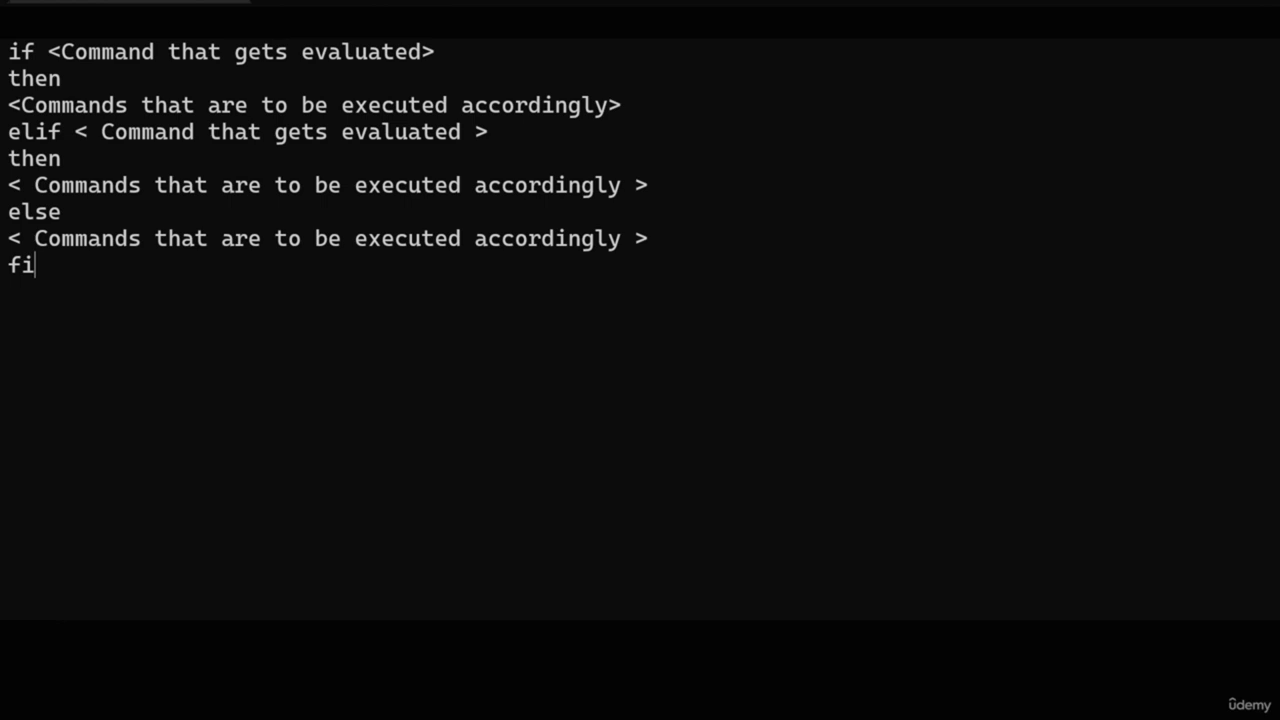 if <Command that gets evaluated>
then
<Commands that are to be executed accordingly>
elif < Command that gets evaluated >
then
< Commands that are to be executed accordingly >
else
< Commands that are to be executed accordingly >
fi
ûdemy